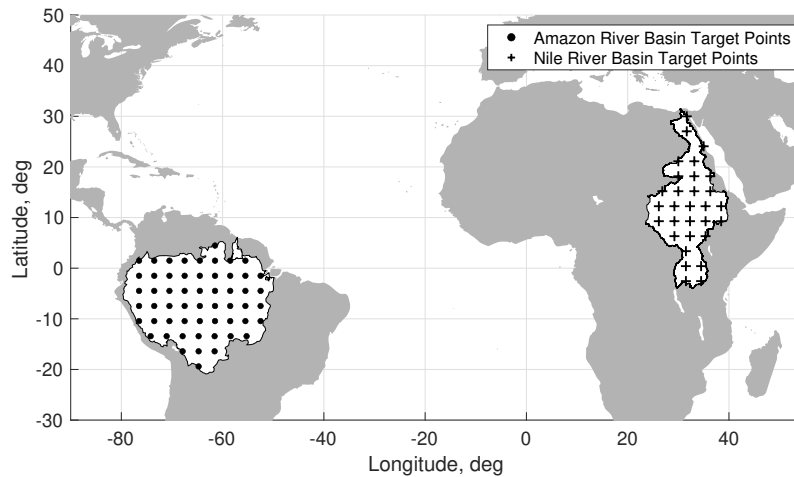 50
40
30
20
10
0
-10
-20
-30
Latitude, deg
Amazon River Basin Target Points
Nile River Basin Target Points
-80 -60 -40 -20 0 20 40
Longitude, deg